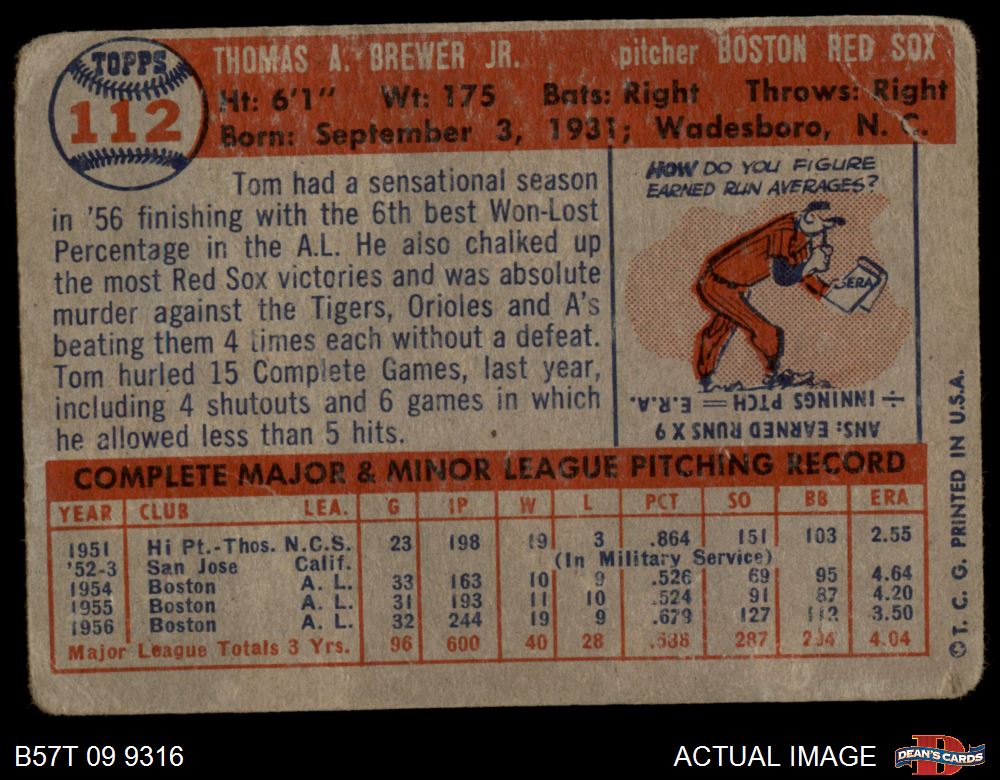 TOPPS
112
THOMAS A. BREWER JR. pitcher BOSTON RED SOX
Ht: 6'1" Wt: 175 Bats: Right Throws: Right
Born: September 3, 1931; Wadesboro, N. C.
Tom had a sensational season
in '56 finishing with the 6th best Won-Lost
Percentage in the A.L. He also chalked up
the most Red Sox victories and was absolute
murder against the Tigers, Orioles and A's
beating them 4 times each without a defeat.
Tom hurled 15 Complete Games, last year,
including 4 shutouts and 6 games in which
he allowed less than 5 hits.
HOW DO YOU FIGURE
EARNED RUN AVERAGES?
ERA
ANS: EARNED RUNS X 9
÷ INNINGS PTCH = E.R.A.
COMPLETE MAJOR & MINOR LEAGUE PITCHING RECORD
YEAR CLUB LEA. G IP W L PCT SO BB ERA
1951 Hi Pt.-Thos. N.C.S. 23 198 19 3 .864 151 103 2.55
'52-3 San Jose Calif. (In Military Service)
1954 Boston A. L. 33 163 10 9 .526 69 95 4.64
1955 Boston A. L. 31 193 11 10 .524 91 87 4.20
1956 Boston A. L. 32 244 19 9 .679 127 112 3.50
Major League Totals 3 Yrs. 96 600 40 28 .588 287 294 4.04
© T. C. G. PRINTED IN U.S.A.
B57T 09 9316
ACTUAL IMAGE
DEAN'S CARDS